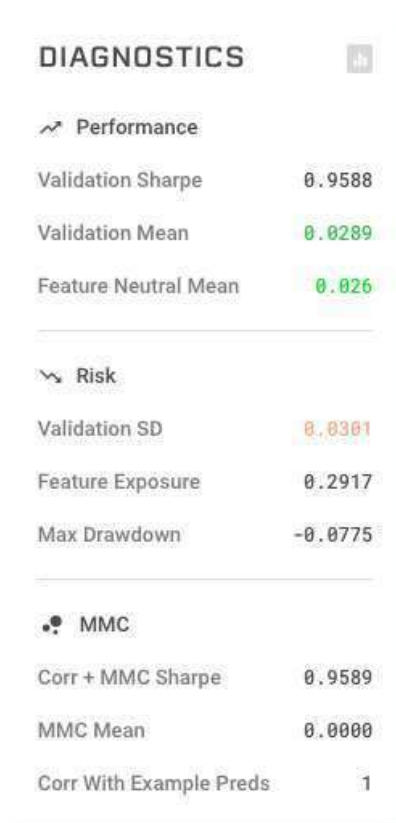 DIAGNOSTICS
Performance
Validation Sharpe 0.9588
Validation Mean 0.0289
Feature Neutral Mean 0.026
Risk
Validation SD 0.0301
Feature Exposure 0.2917
Max Drawdown -0.0775
MMC
Corr + MMC Sharpe 0.9589
MMC Mean 0.0000
Corr With Example Preds 1